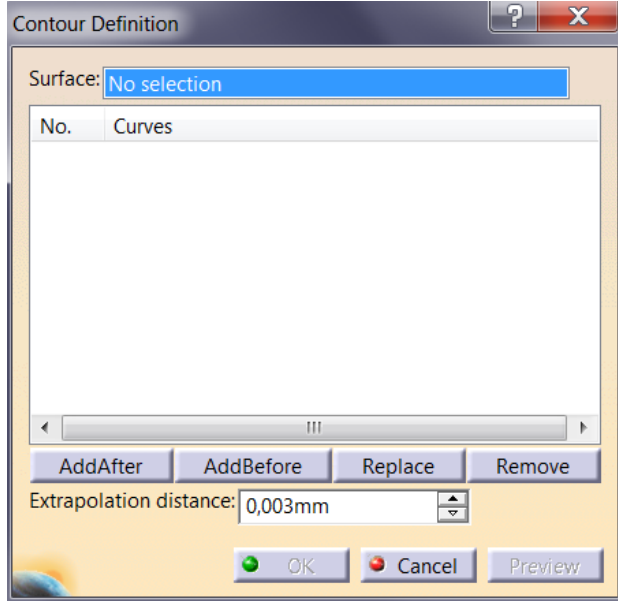 Contour Definition ? X
Surface: No selection
No. Curves
AddAfter AddBefore Replace Remove
Extrapolation distance: 0,003mm
OK Cancel Preview